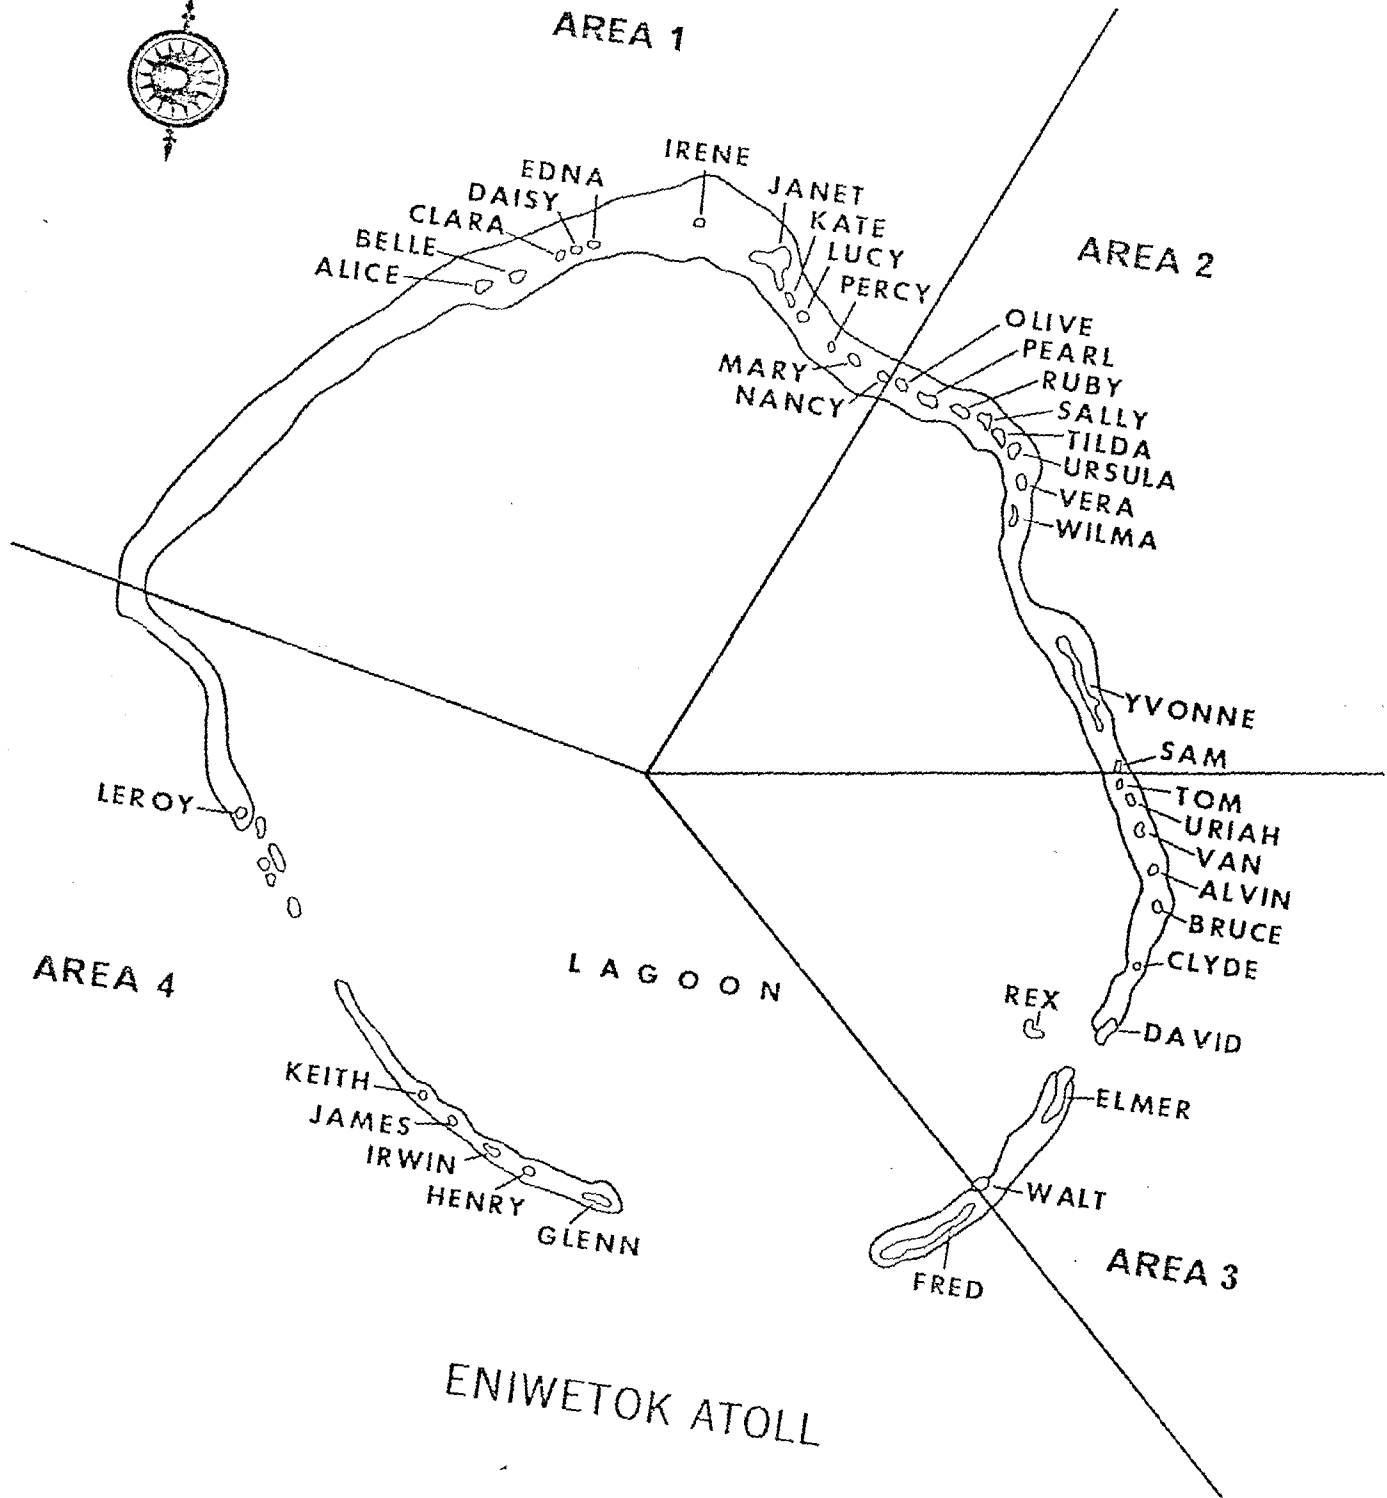 AREA 1
IRENE
EDNA
DAISY
CLARA
BELLE
ALICE
JANET
KATE
LUCY
PERCY
AREA 2
OLIVE
PEARL
RUBY
SALLY
TILDA
URSULA
VERA
WILMA
MARY
NANCY
YVONNE
SAM
TOM
URIAH
VAN
ALVIN
BRUCE
CLYDE
DAVID
REX
ELMER
WALT
FRED
AREA 3
LEROY
AREA 4
LAGOON
KEITH
JAMES
IRWIN
HENRY
GLENN
ENIWETOK ATOLL